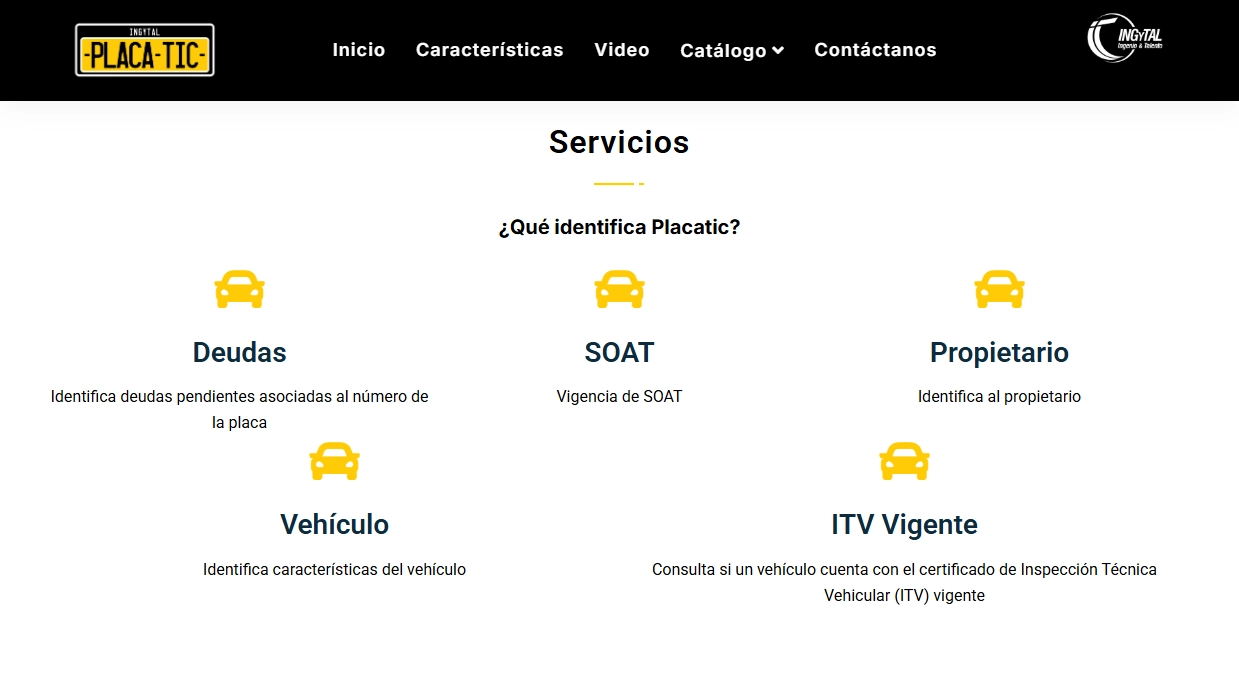 INGYTAL
-PLACA-TIC-
Inicio Características Video Catálogo Contáctanos
INGyTAL
Ingenio & Talento
Servicios
¿Qué identifica Placatic?
Deudas SOAT Propietario
Identifica deudas pendientes asociadas al número de Vigencia de SOAT Identifica al propietario
la placa
Vehículo ITV Vigente
Identifica características del vehículo Consulta si un vehículo cuenta con el certificado de Inspección Técnica
Vehicular (ITV) vigente